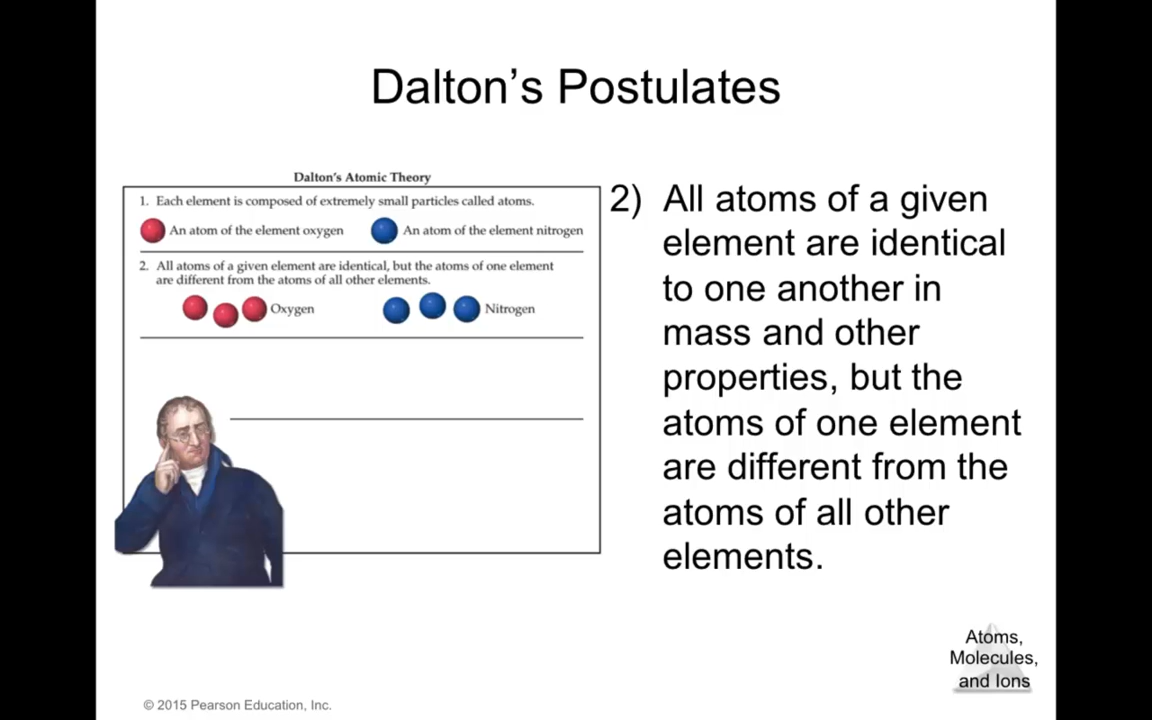 Dalton’s Postulates
Dalton’s Atomic Theory
1. Each element is composed of extremely small particles called atoms.
An atom of the element oxygen
An atom of the element nitrogen
2. All atoms of a given element are identical, but the atoms of one element
are different from the atoms of all other elements.
Oxygen
Nitrogen
2) All atoms of a given
element are identical
to one another in
mass and other
properties, but the
atoms of one element
are different from the
atoms of all other
elements.
Atoms,
Molecules,
and Ions
© 2015 Pearson Education, Inc.